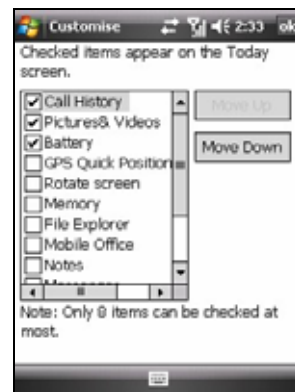 Customise 2:33 ok
Checked items appear on the Today
screen.
Call History
Pictures& Videos
Battery
GPS Quick Position
Rotate screen
Memory
File Explorer
Mobile Office
Notes
Move Up
Move Down
Note: Only 8 items can be checked at
most.